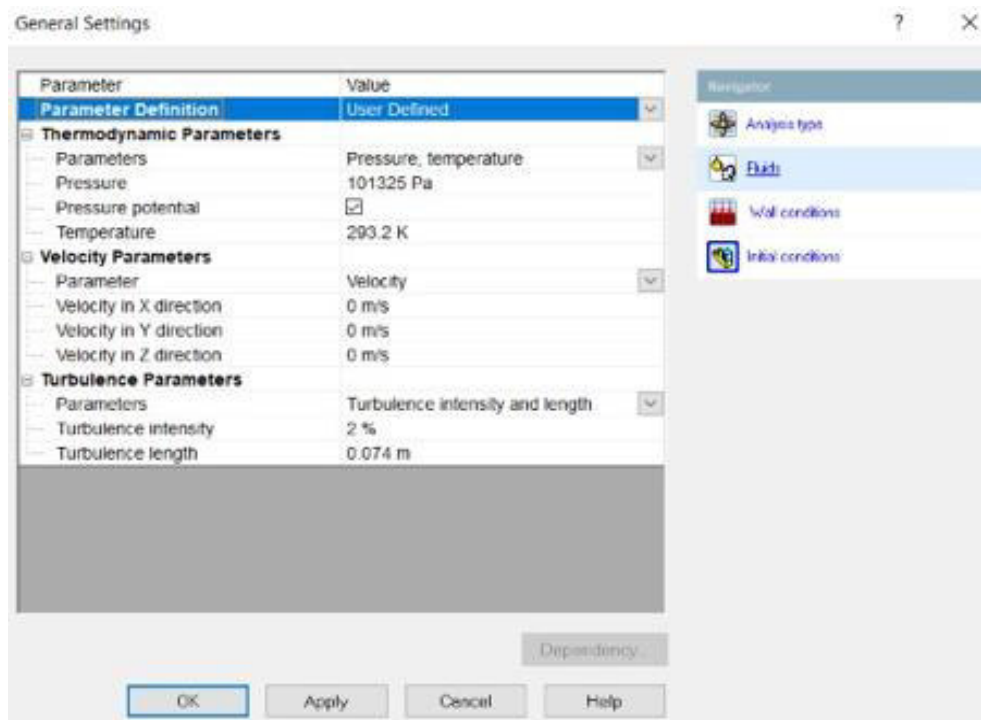 General Settings
?
Parameter Value
Parameter Definition User Defined
Thermodynamic Parameters
Parameters Pressure, temperature
Pressure 101325 Pa
Pressure potential
Temperature 293.2 K
Velocity Parameters
Parameter Velocity
Velocity in X direction 0 m/s
Velocity in Y direction 0 m/s
Velocity in Z direction 0 m/s
Turbulence Parameters
Parameters Turbulence intensity and length
Turbulence intensity 2 %
Turbulence length 0.074 m
Dependency...
OK Apply Cancel Help
Navigator
Analysis type
Fluids
Wall conditions
Initial conditions